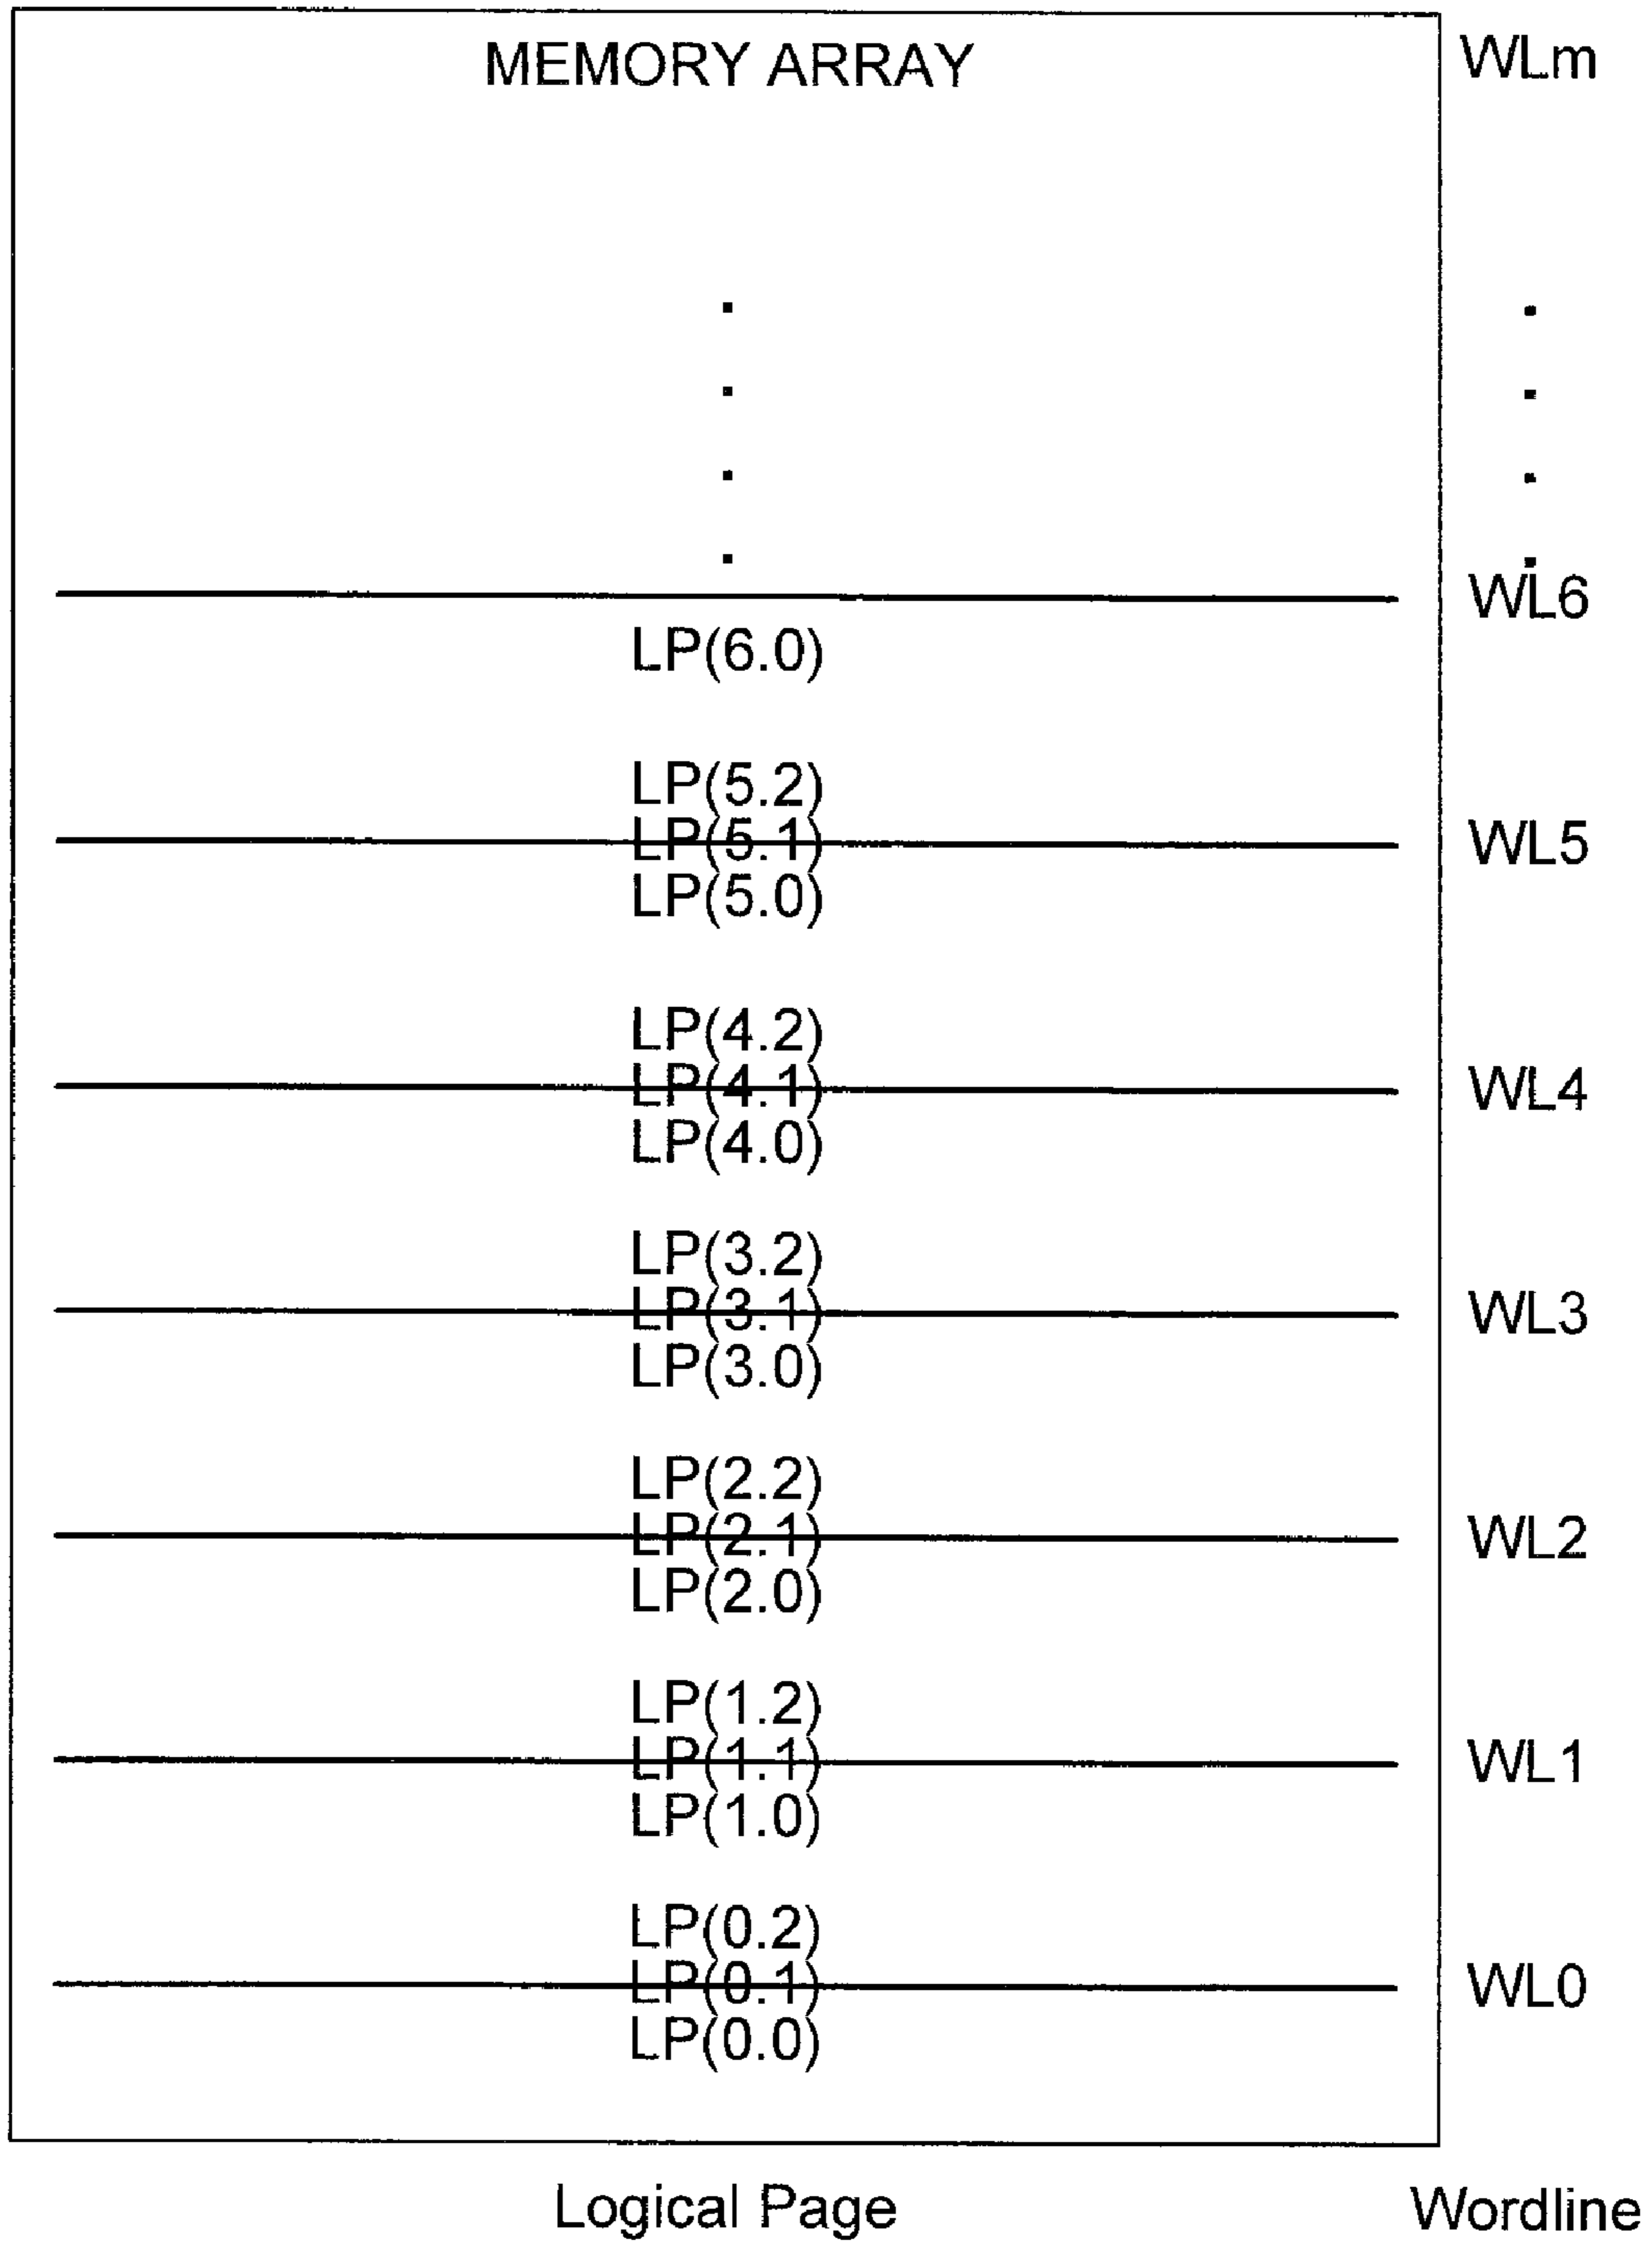 MEMORY ARRAY WLm
WL6
LP(6.0)
LP(5.2)
LP(5.1) WL5
LP(5.0)
LP(4.2)
LP(4.1) WL4
LP(4.0)
LP(3.2)
LP(3.1) WL3
LP(3.0)
LP(2.2)
LP(2.1) WL2
LP(2.0)
LP(1.2)
LP(1.1) WL1
LP(1.0)
LP(0.2)
LP(0.1) WL0
LP(0.0)
Logical Page Wordline